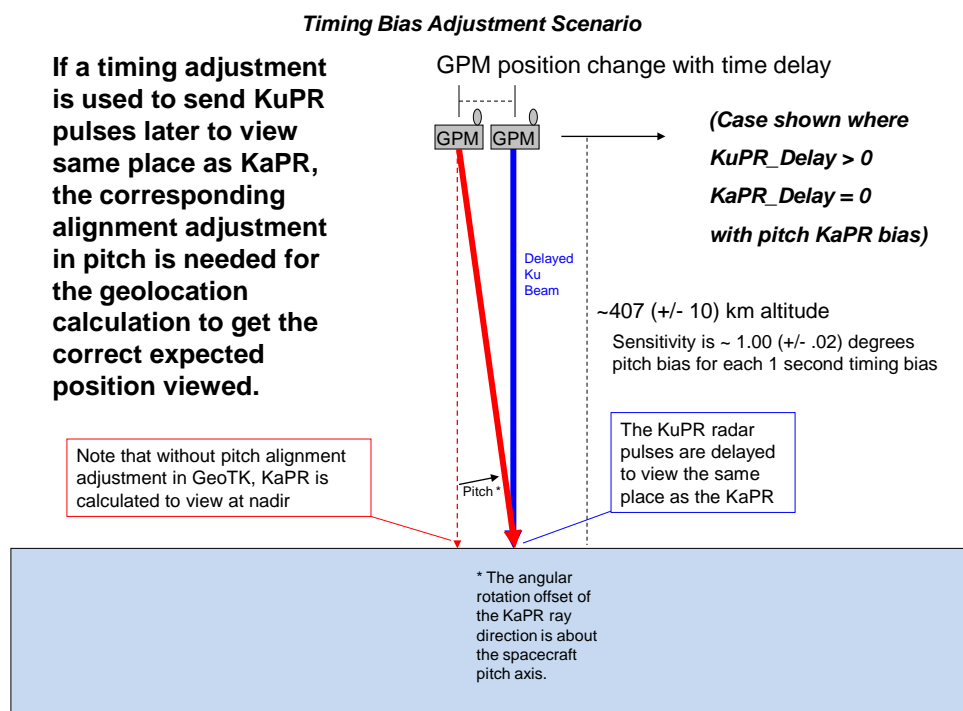 Timing Bias Adjustment Scenario
If a timing adjustment
is used to send KuPR
pulses later to view
same place as KaPR,
the corresponding
alignment adjustment
in pitch is needed for
the geolocation
calculation to get the
correct expected
position viewed.
GPM position change with time delay
GPM
GPM
(Case shown where
KuPR_Delay > 0
KaPR_Delay = 0
with pitch KaPR bias)
Delayed
Ku
Beam
~407 (+/- 10) km altitude
Sensitivity is ~ 1.00 (+/- .02) degrees
pitch bias for each 1 second timing bias
Note that without pitch alignment
adjustment in GeoTK, KaPR is
calculated to view at nadir
Pitch *
The KuPR radar
pulses are delayed
to view the same
place as the KaPR
* The angular
rotation offset of
the KaPR ray
direction is about
the spacecraft
pitch axis.